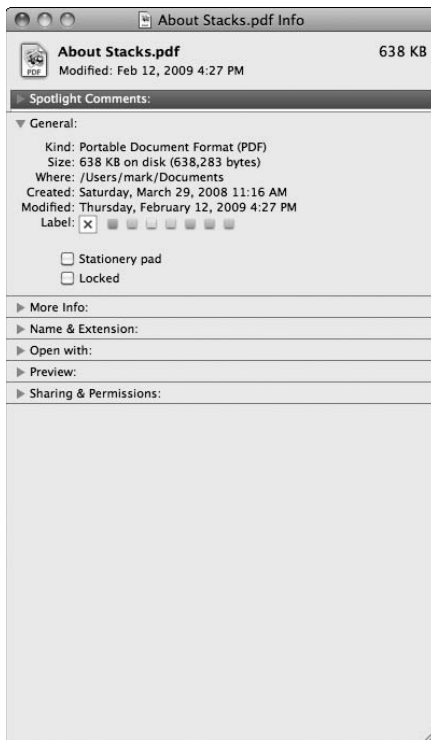 About Stacks.pdf Info
About Stacks.pdf 638 KB
Modified: Feb 12, 2009 4:27 PM
Spotlight Comments:
General:
Kind: Portable Document Format (PDF)
Size: 638 KB on disk (638,283 bytes)
Where: /Users/mark/Documents
Created: Saturday, March 29, 2008 11:16 AM
Modified: Thursday, February 12, 2009 4:27 PM
Label:
Stationery pad
Locked
More Info:
Name & Extension:
Open with:
Preview:
Sharing & Permissions:
PDF